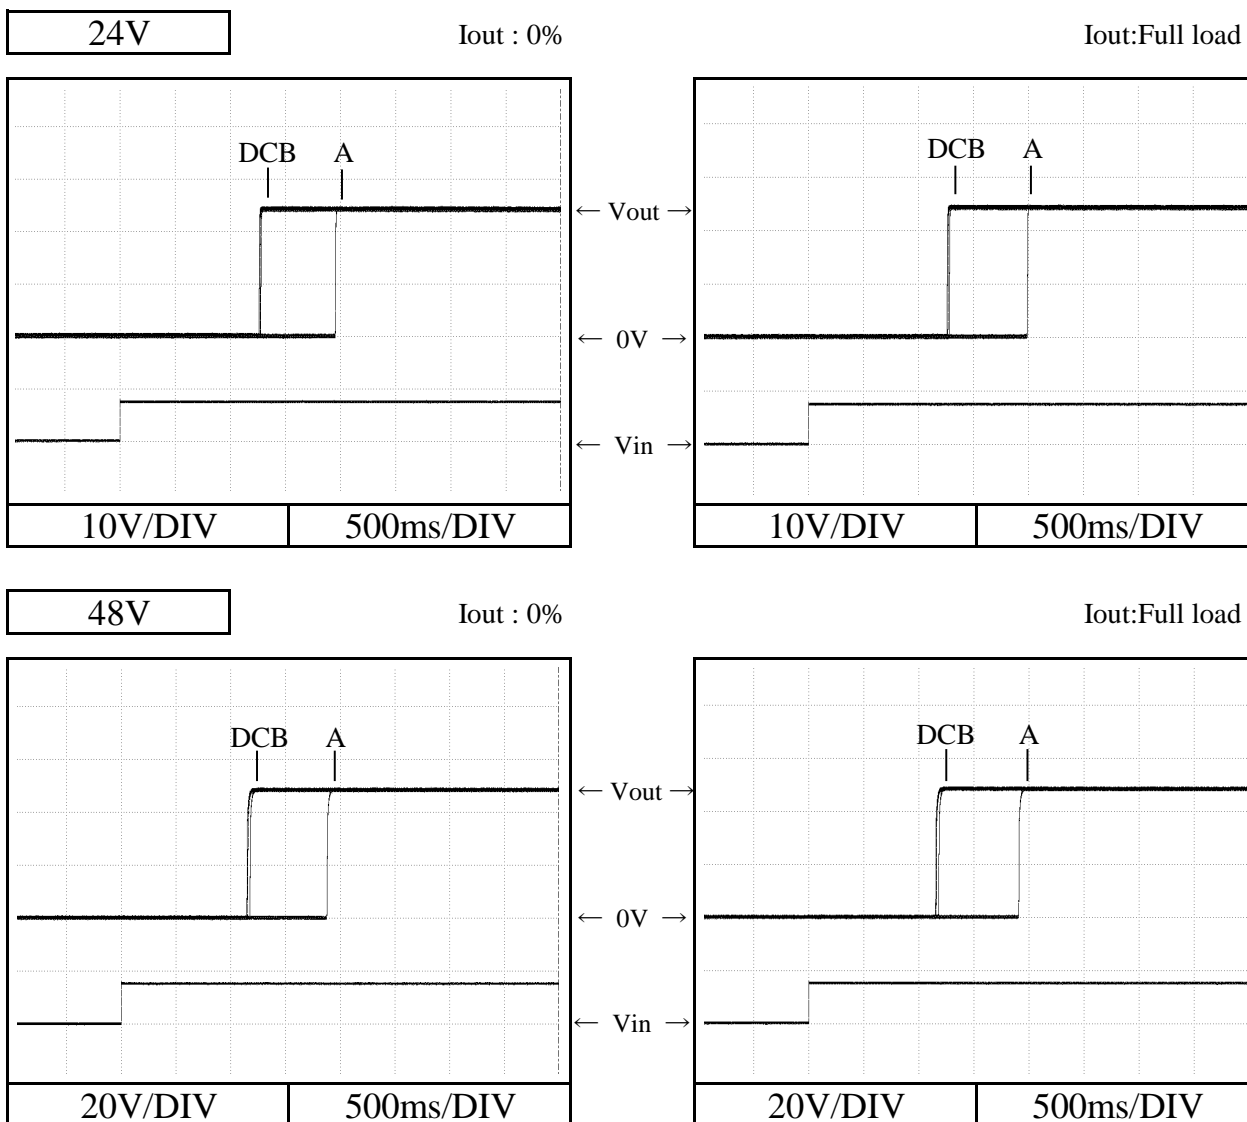 24V Iout : 0% Iout:Full load
DCB A DCB A
← Vout →
← 0V →
← Vin →
10V/DIV 500ms/DIV 10V/DIV 500ms/DIV
48V Iout : 0% Iout:Full load
DCB A DCB A
← Vout →
← 0V →
← Vin →
20V/DIV 500ms/DIV 20V/DIV 500ms/DIV